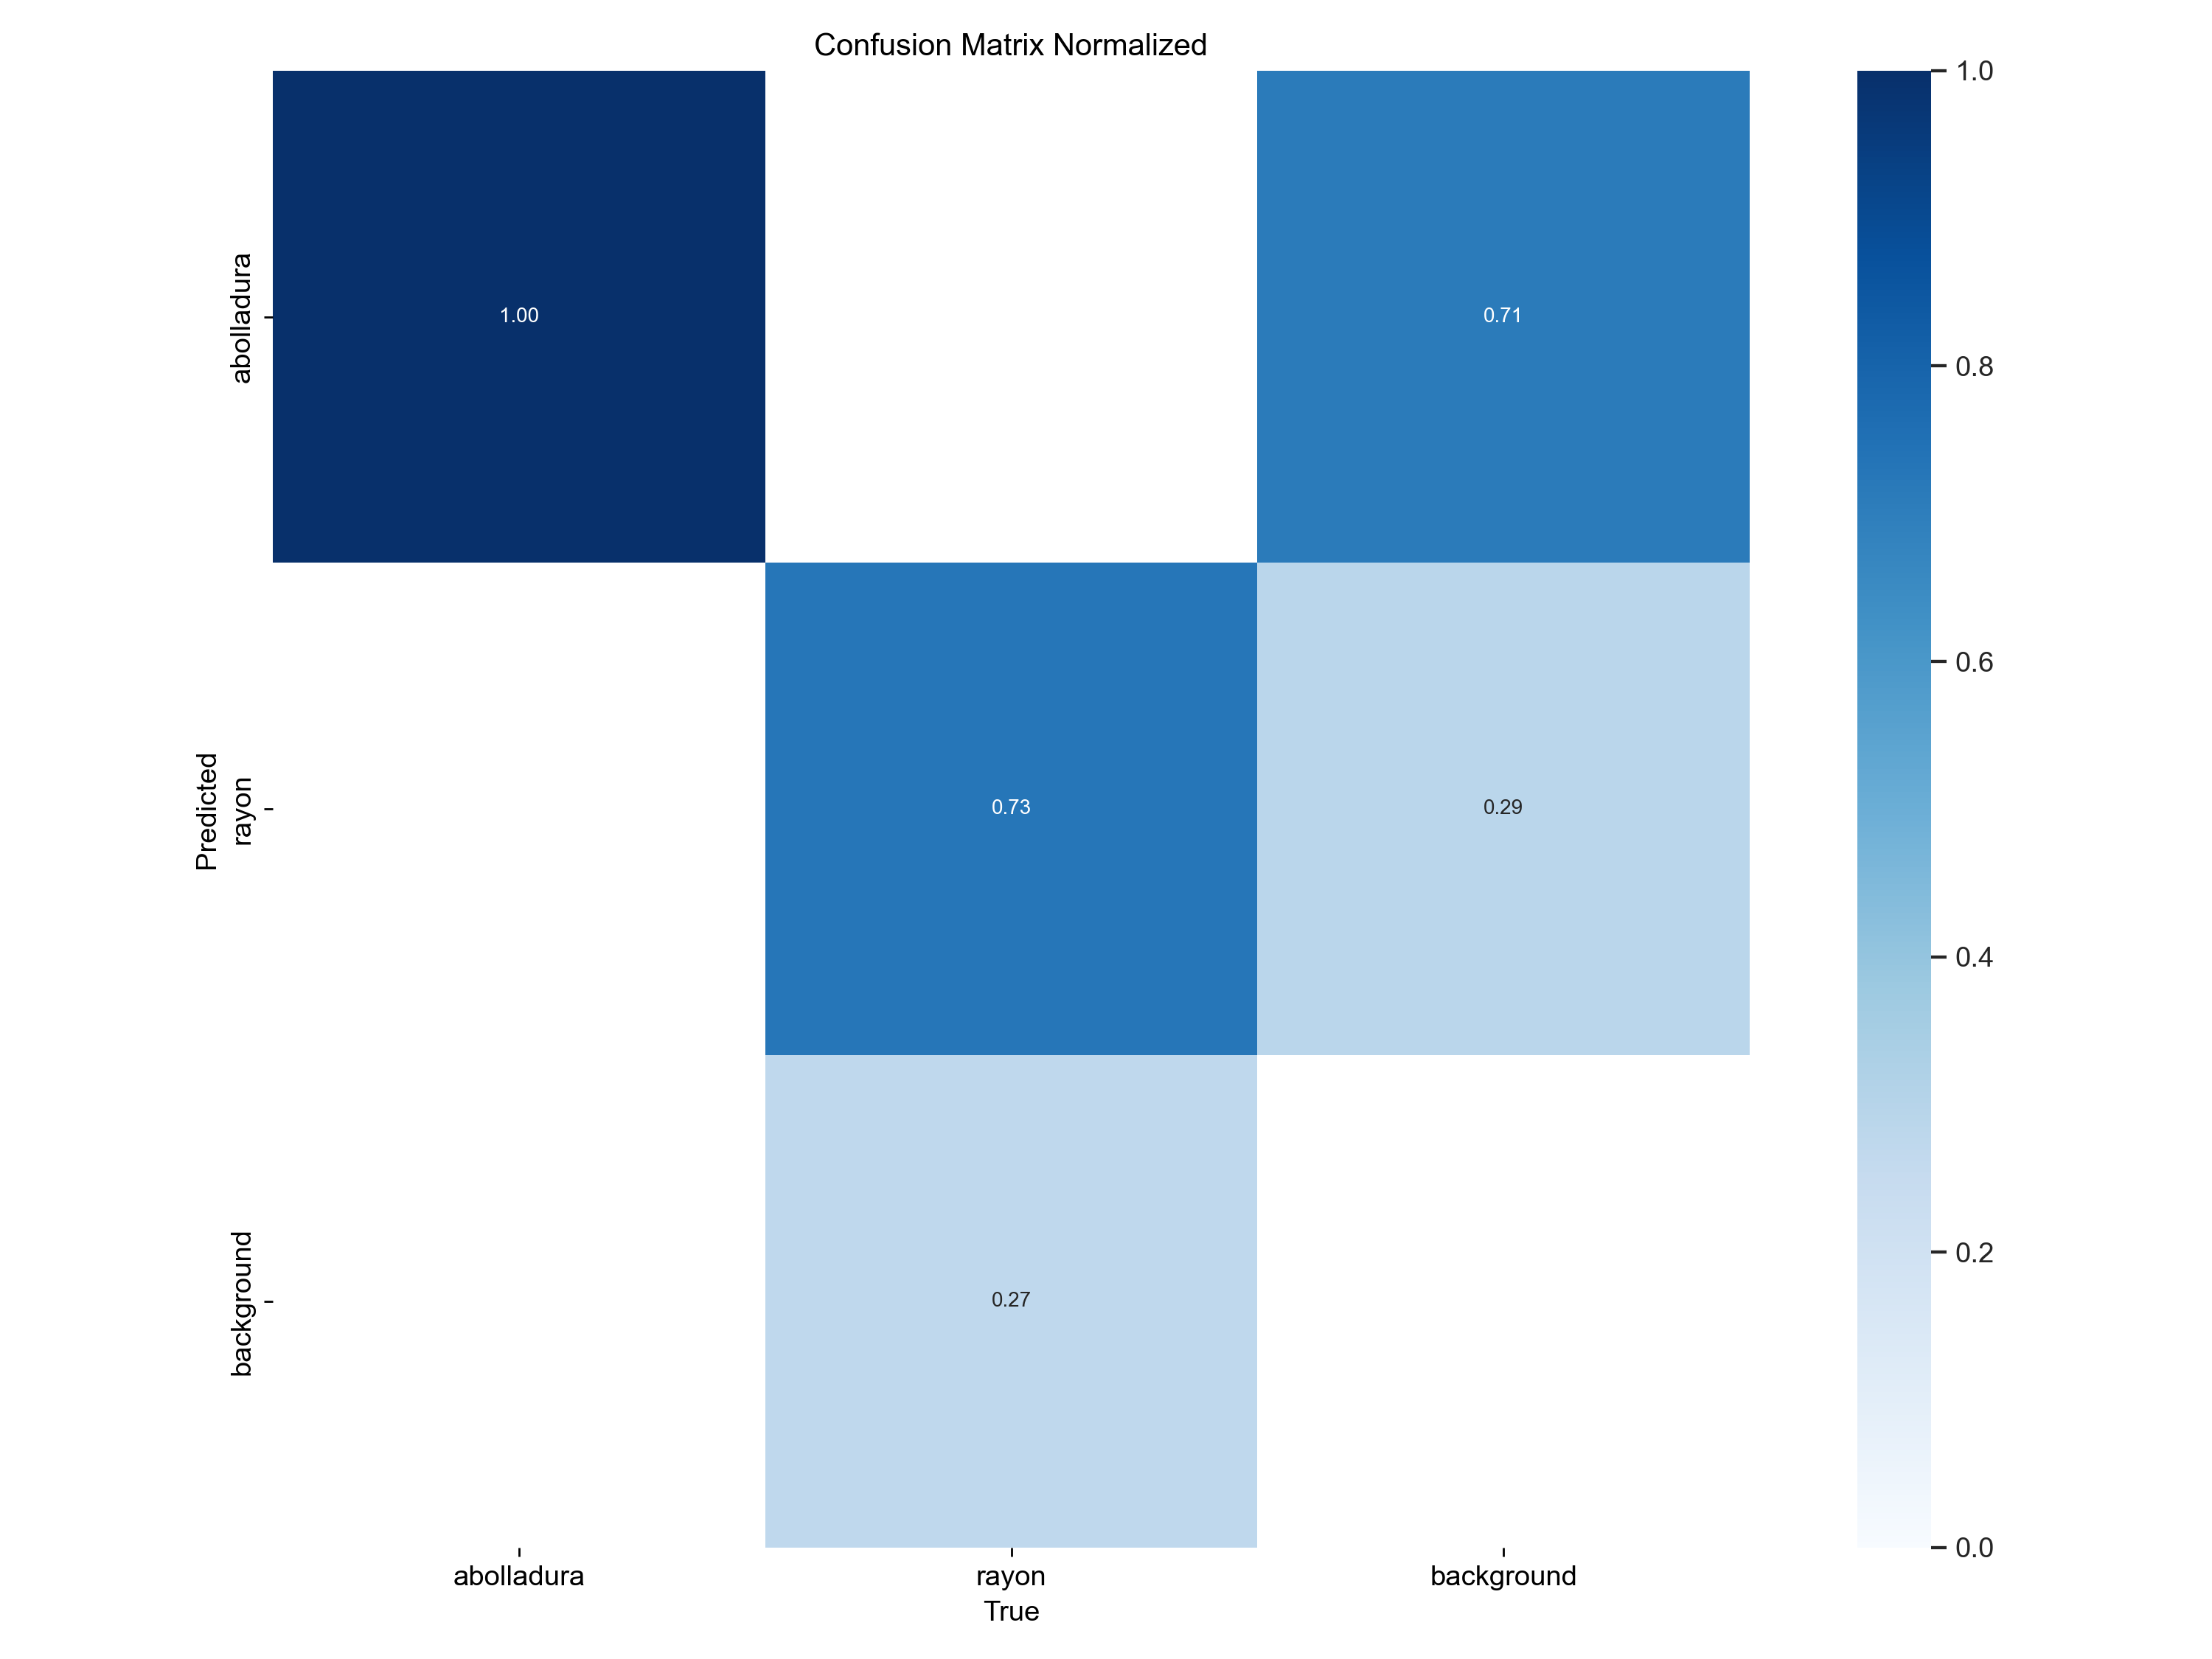 Confusion Matrix Normalized
abolladura
rayon
background
Predicted
1.00
0.71
0.73
0.29
0.27
abolladura
rayon
background
True
1.0
0.8
0.6
0.4
0.2
0.0